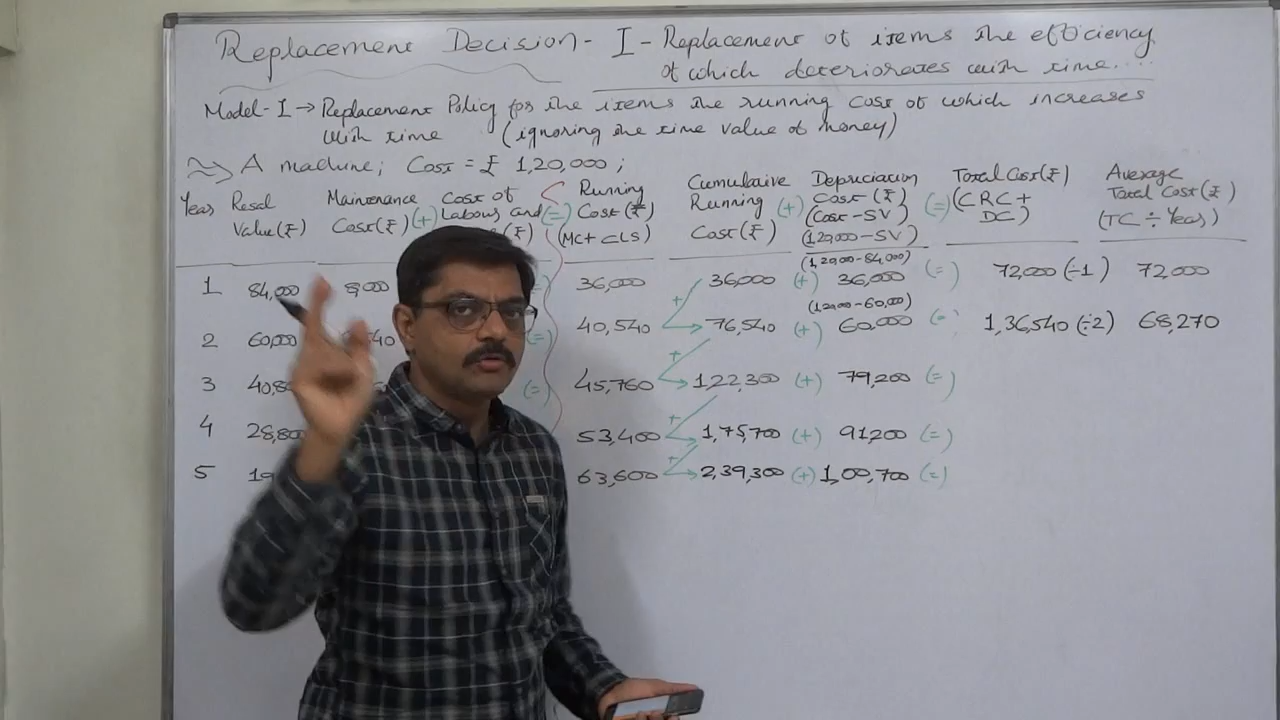 Replacement Decision - I - Replacement of items the efficiency
of which deteriorates with time....
Model-I → Replacement Policy for the items the running cost of which increases
with time (ignoring the time value of money)
A machine; Cost = ₹ 1,20,000 ;
Year Resal Value(₹) Maintenance Cost(₹) (+) Cost of Labour and (₹) (=) Running Cost (₹) (MC+CLS) Cumulative Running Cost(₹) (+) Depreciation Cost (₹) (Cost-SV) (1,20,000-SV) (=) Total Cost(₹) (CRC+DC) Average Total Cost(₹) (TC ÷ Year)
(1,20,000-84,000)
1 84,000 9,000 36,000 36,000 (+) 36,000 (=) 72,000 (÷1) 72,000
(1,20,000-60,000)
2 60,000 (=) 40,540 76,540 (+) 60,000 (=) 1,36,540 (÷2) 68,270
3 (=) 45,760 + 1,22,300 (+) 79,200 (=)
4 53,400 + 1,75,700 (+) 91,200 (=)
5 63,600 + 2,39,300 (+) 1,00,700 (=)